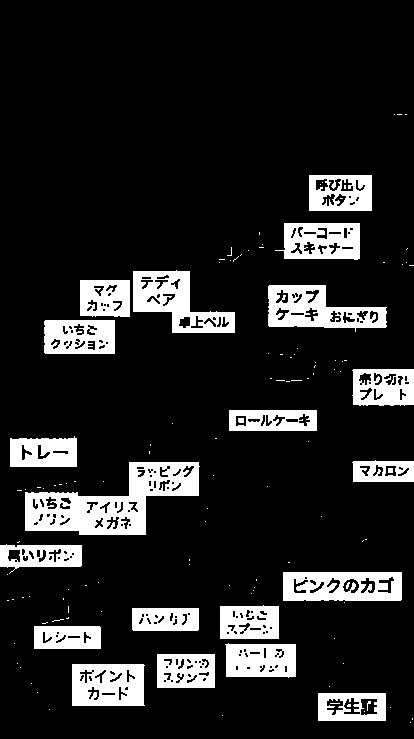 呼び出し
ボタン
バーコード
スキャナー
テディ
ベア
マグ
カップ
カップ
ケーキ
おにぎり
卓上ベル
いちご
クッション
売り切れ
プレート
ロールケーキ
トレー
マカロン
ラッピング
リボン
いちご
アイリス
メガネ
黒いリボン
ピンクのカゴ
ハンカチ
いちご
スプーン
レシート
ハートの
プリンの
スタンプ
ポイント
カード
学生証